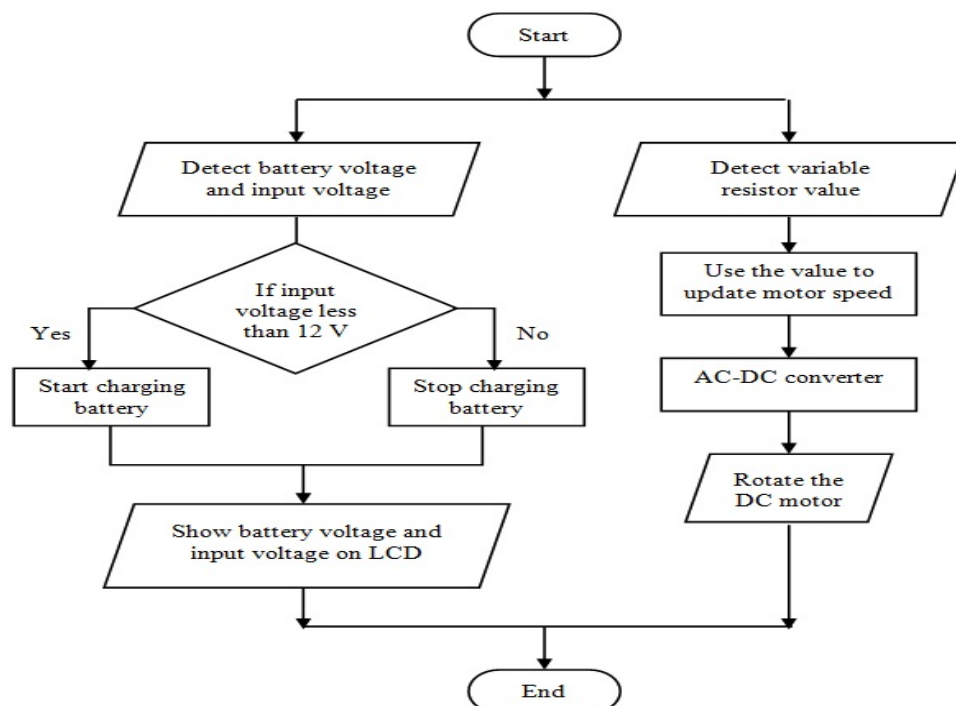 Start
Detect battery voltage
and input voltage
Detect variable
resistor value
If input
voltage less
than 12 V
Yes
No
Use the value to
update motor speed
Start charging
battery
Stop charging
battery
AC-DC converter
Rotate the
DC motor
Show battery voltage and
input voltage on LCD
End